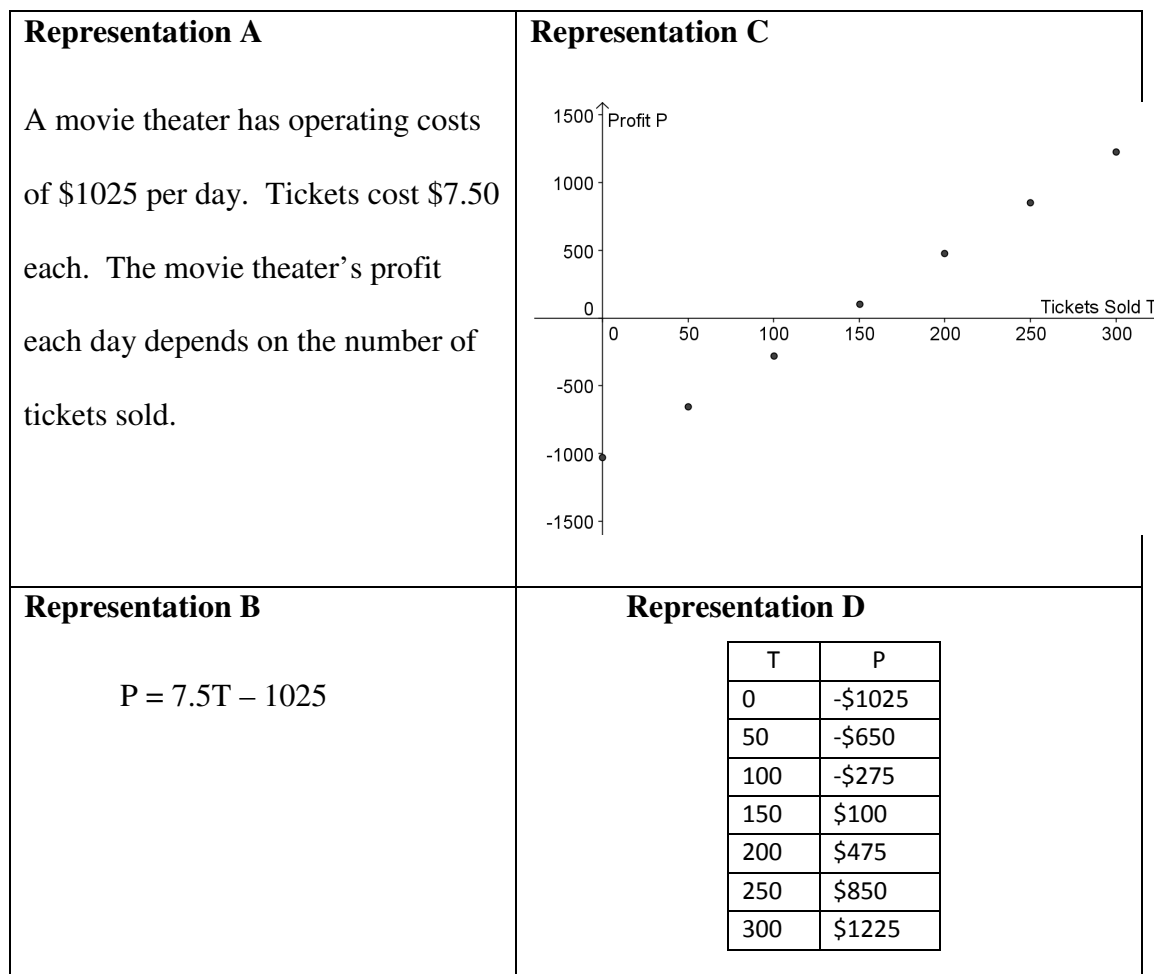 Representation A
A movie theater has operating costs
of $1025 per day.  Tickets cost $7.50
each.  The movie theater’s profit
each day depends on the number of
tickets sold.
Representation C
1500
Profit P
1000
500
0
Tickets Sold T
0 50 100 150 200 250 300
-500
-1000
-1500
Representation B
P = 7.5T – 1025
Representation D
T P
0 -$1025
50 -$650
100 -$275
150 $100
200 $475
250 $850
300 $1225